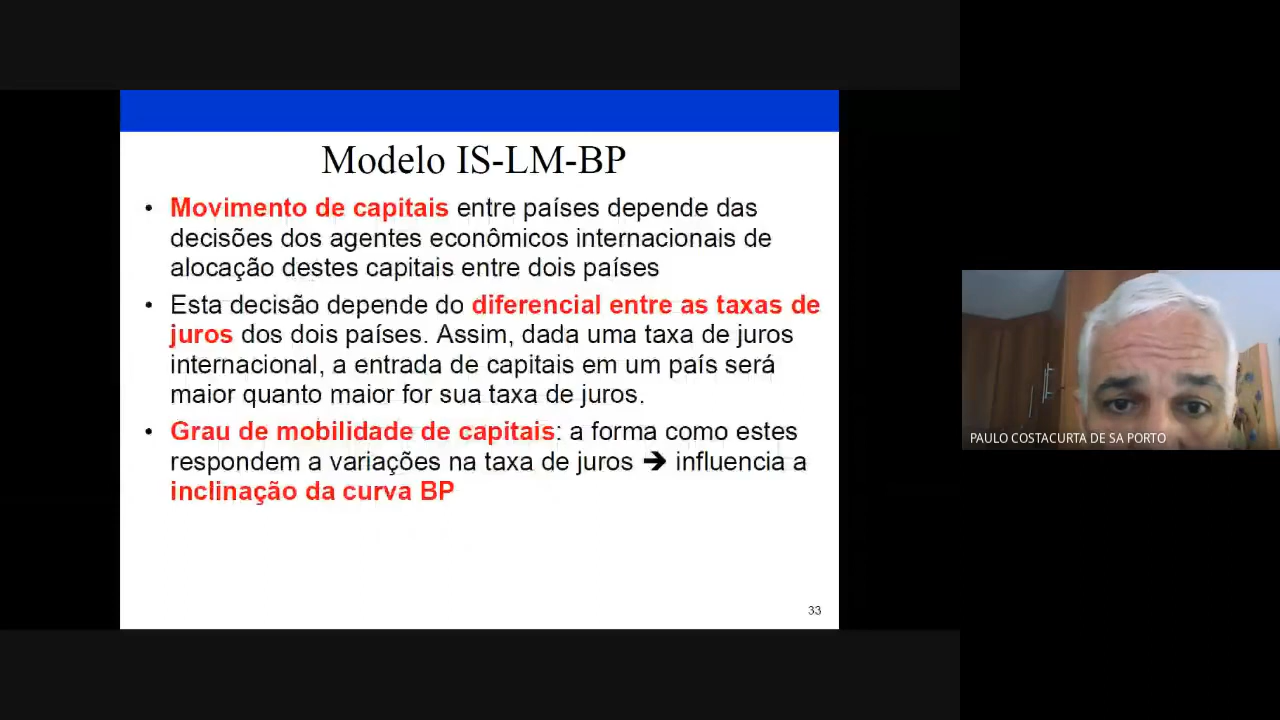 Modelo IS-LM-BP
• Movimento de capitais entre países depende das
decisões dos agentes econômicos internacionais de
alocação destes capitais entre dois países
• Esta decisão depende do diferencial entre as taxas de
juros dos dois países. Assim, dada uma taxa de juros
internacional, a entrada de capitais em um país será
maior quanto maior for sua taxa de juros.
• Grau de mobilidade de capitais: a forma como estes
respondem a variações na taxa de juros ➔ influencia a
inclinação da curva BP
33
PAULO COSTACURTA DE SA PORTO